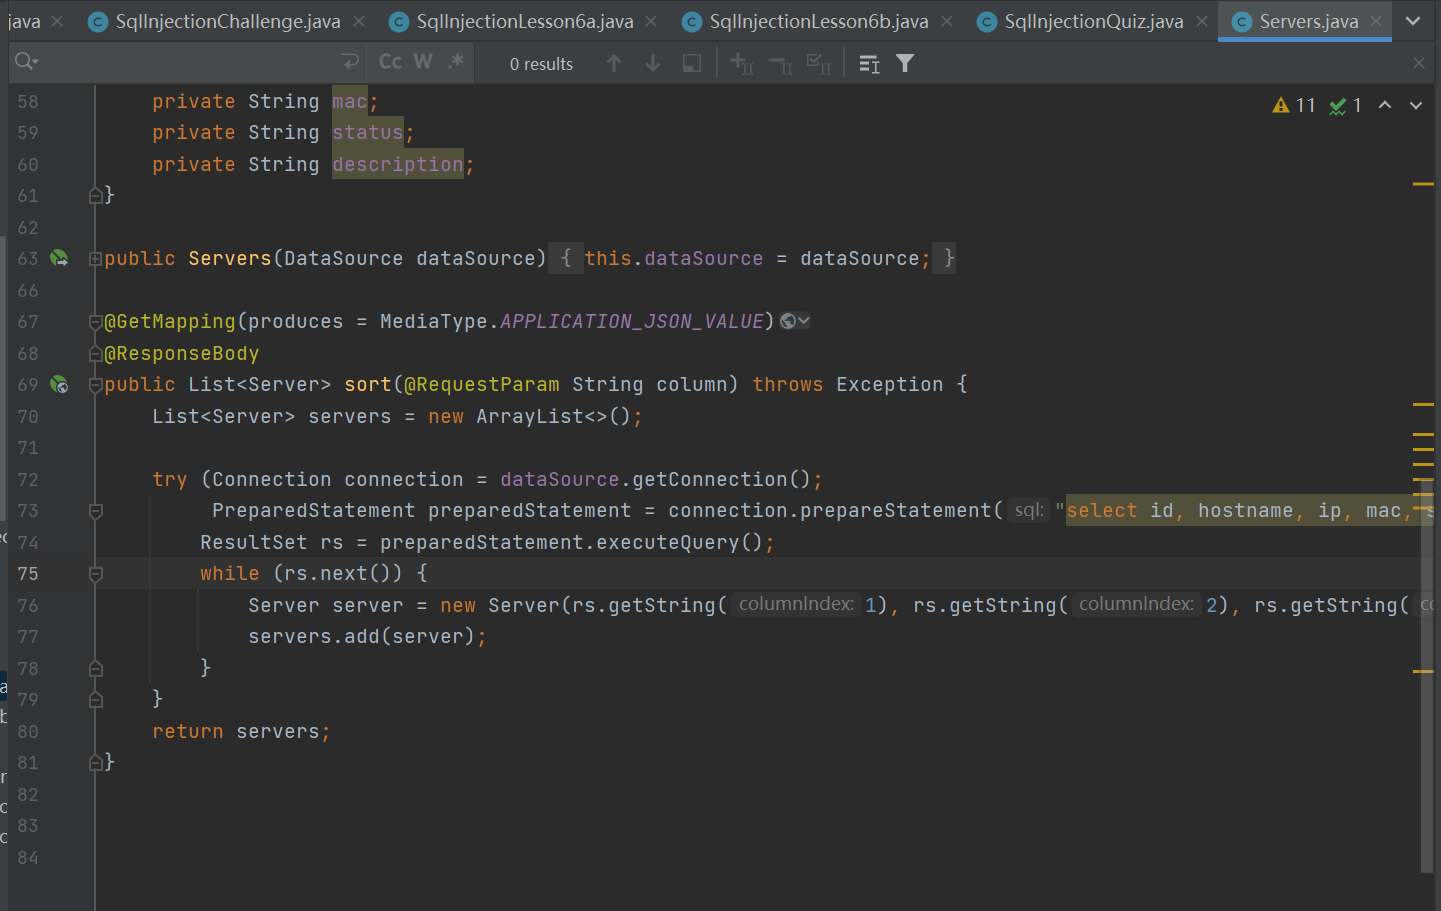 java SqlInjectionChallenge.java SqlInjectionLesson6a.java SqlInjectionLesson6b.java SqlInjectionQuiz.java Servers.java
Cc W .* 0 results
58 private String mac;
11 1
59 private String status;
60 private String description;
61 }
62
63 public Servers(DataSource dataSource) { this.dataSource = dataSource; }
66
67 @GetMapping(produces = MediaType.APPLICATION_JSON_VALUE)
68 @ResponseBody
69 public List<Server> sort(@RequestParam String column) throws Exception {
70 List<Server> servers = new ArrayList<>();
71
72 try (Connection connection = dataSource.getConnection();
73 PreparedStatement preparedStatement = connection.prepareStatement( sql: "select id, hostname, ip, mac, s
74 ResultSet rs = preparedStatement.executeQuery();
75 while (rs.next()) {
76 Server server = new Server(rs.getString( columnIndex: 1), rs.getString( columnIndex: 2), rs.getString( co
77 servers.add(server);
78 }
79 }
80 return servers;
81 }
82
83
84